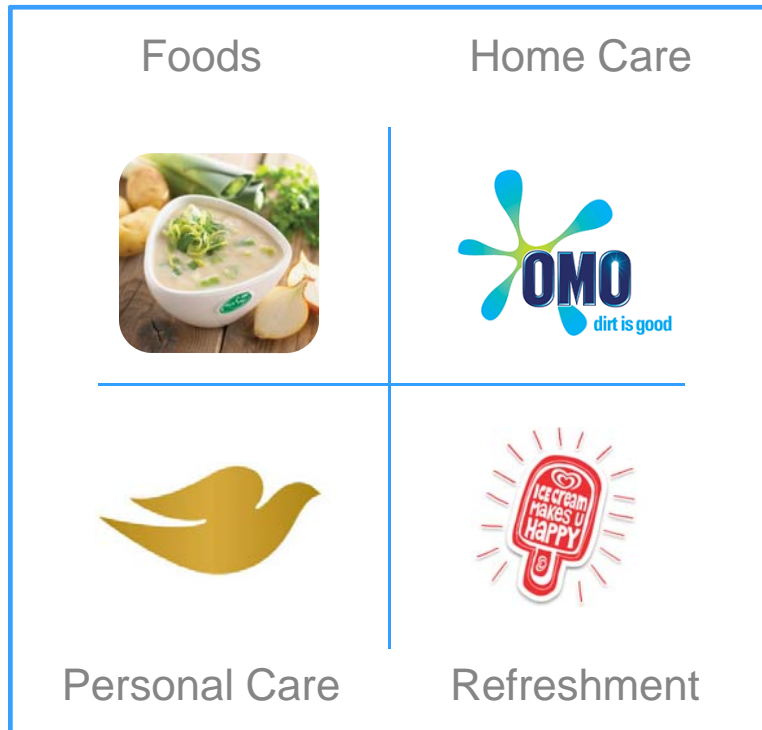 Foods
Home Care
OMO
dirt is good
ICE CREAM
MAKES U
HAPPY
Personal Care
Refreshment